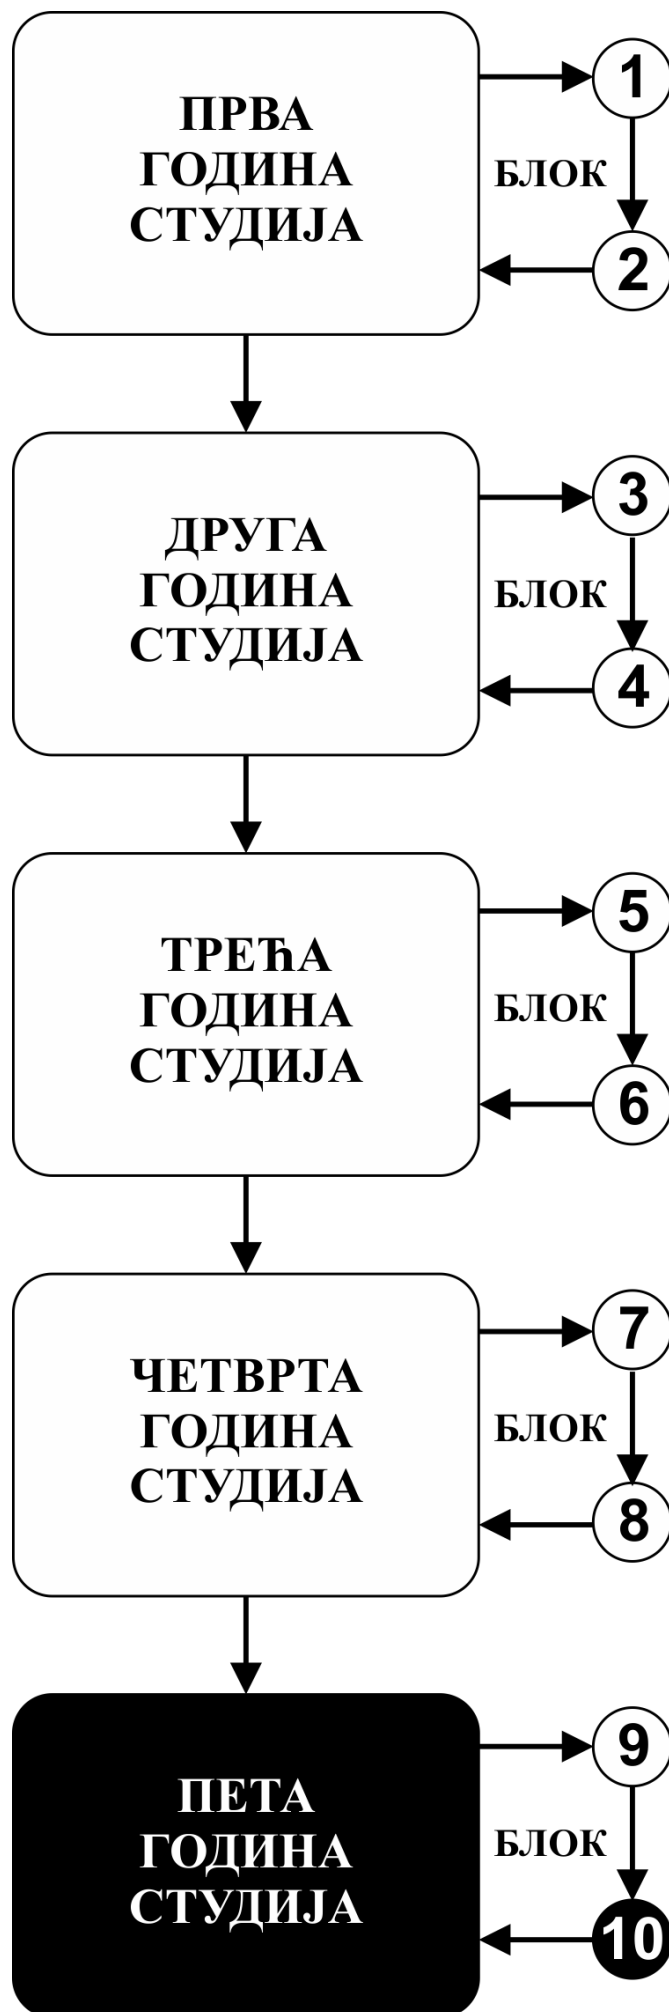 ПРВА
ГОДИНА
СТУДИЈА
1
БЛОК
2
ДРУГА
ГОДИНА
СТУДИЈА
3
БЛОК
4
ТРЕЋА
ГОДИНА
СТУДИЈА
5
БЛОК
6
ЧЕТВРТА
ГОДИНА
СТУДИЈА
7
БЛОК
8
ПЕТА
ГОДИНА
СТУДИЈА
9
БЛОК
10